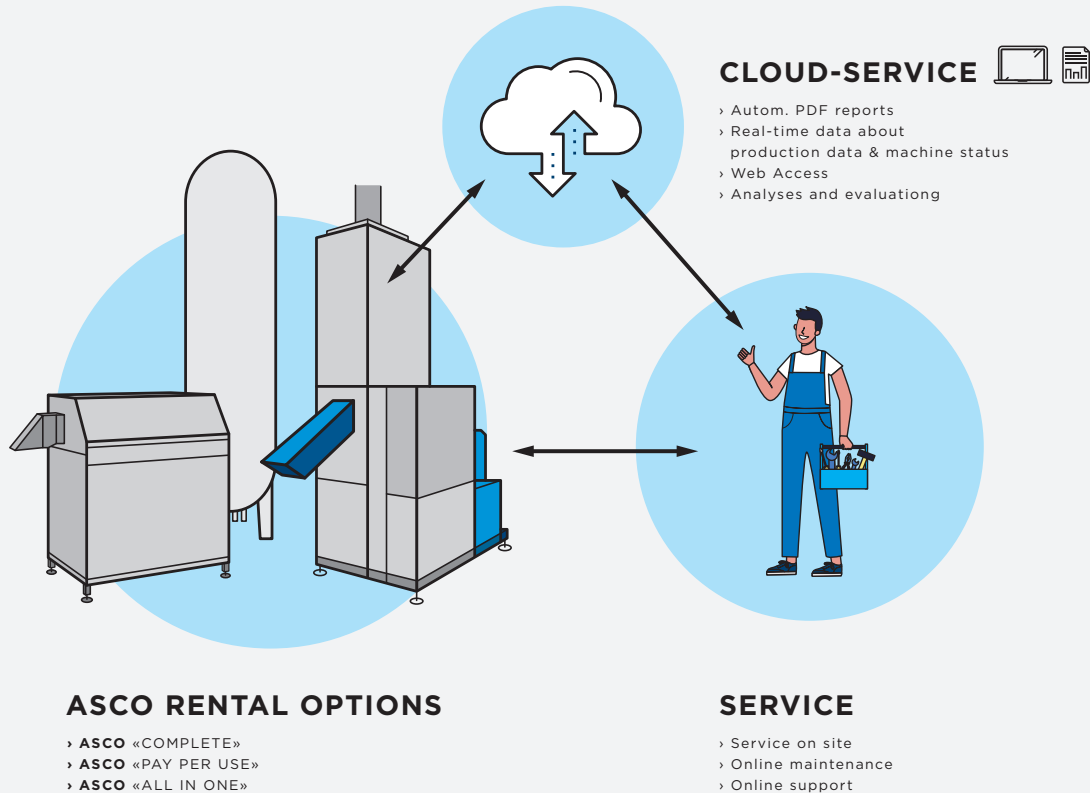 CLOUD-SERVICE
› Autom. PDF reports
› Real-time data about
production data & machine status
› Web Access
› Analyses and evaluationg
ASCO RENTAL OPTIONS
› ASCO «COMPLETE»
› ASCO «PAY PER USE»
› ASCO «ALL IN ONE»
SERVICE
› Service on site
› Online maintenance
› Online support